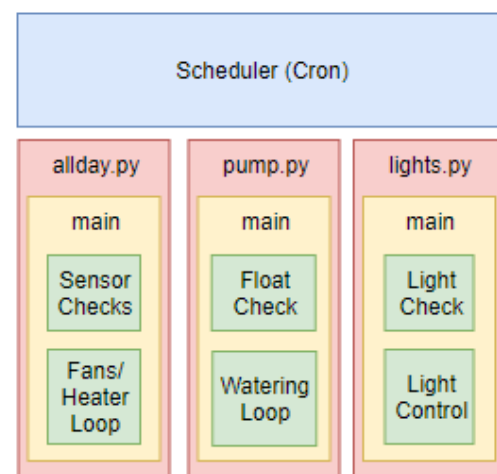 Scheduler (Cron)
allday.py
main
Sensor
Checks
Fans/
Heater
Loop
pump.py
main
Float
Check
Watering
Loop
lights.py
main
Light
Check
Light
Control